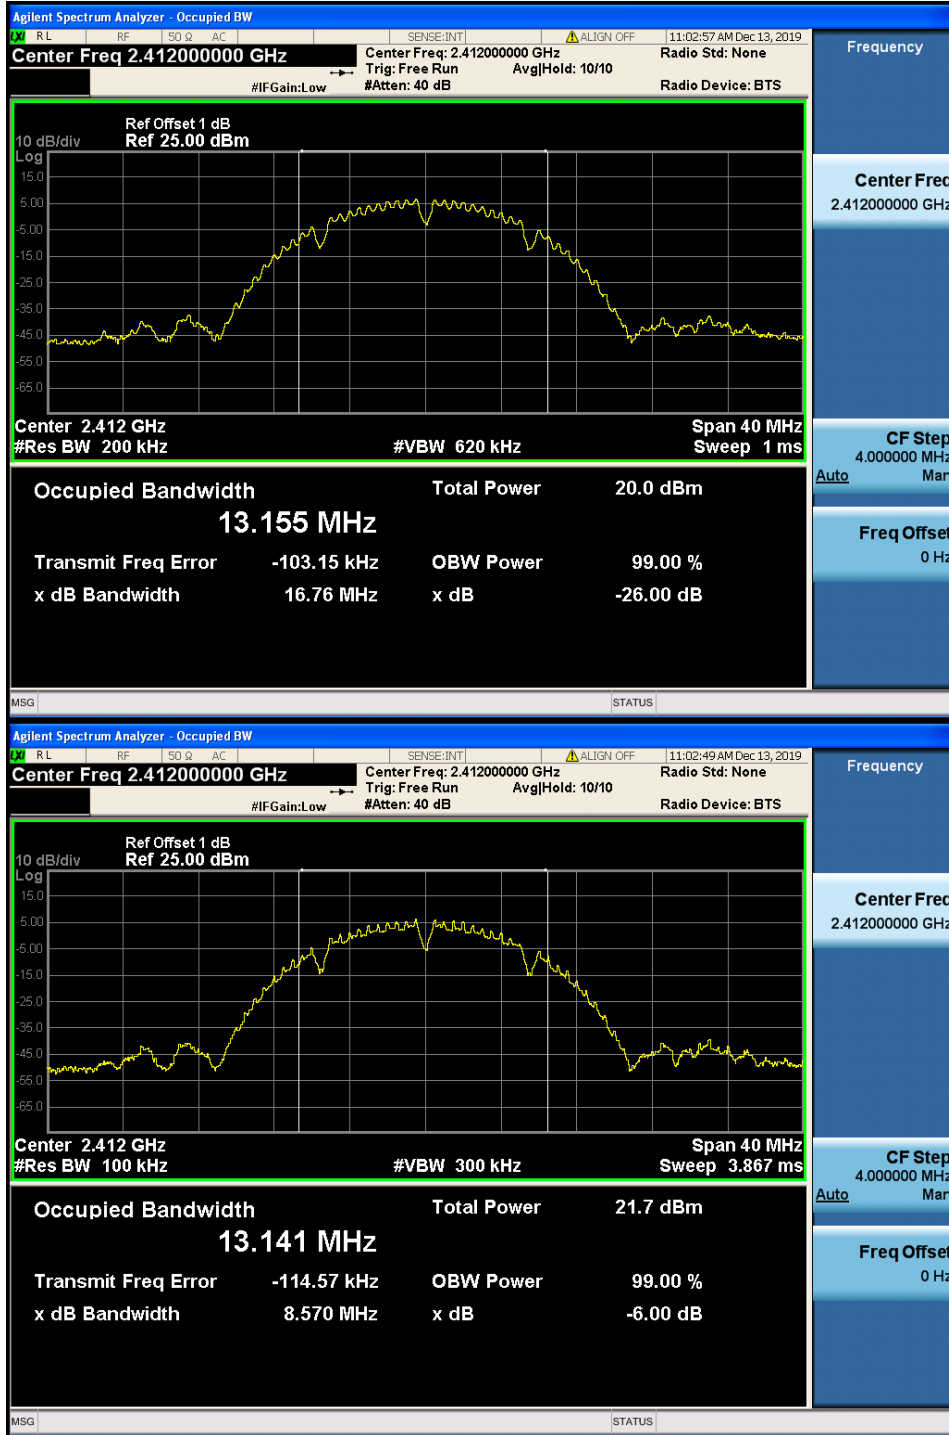 Agilent Spectrum Analyzer - Occupied BW
LXI RL RF 50 Ω AC SENSE:INT ALIGN OFF 11:02:57 AM Dec 13, 2019
Center Freq 2.412000000 GHz
Center Freq: 2.412000000 GHz
Radio Std: None
Trig: Free Run Avg|Hold: 10/10
#IFGain:Low
#Atten: 40 dB
Radio Device: BTS
Frequency
Ref Offset 1 dB
10 dB/div Ref 25.00 dBm
Log
15.0
5.00
-5.00
-15.0
-25.0
-35.0
-45.0
-55.0
-65.0
Center 2.412 GHz Span 40 MHz
#Res BW 200 kHz #VBW 620 kHz Sweep 1 ms
Center Freq
2.412000000 GHz
CF Step
4.000000 MHz
Auto Man
Freq Offset
0 Hz
Occupied Bandwidth Total Power 20.0 dBm
13.155 MHz
Transmit Freq Error -103.15 kHz OBW Power 99.00 %
x dB Bandwidth 16.76 MHz x dB -26.00 dB
MSG STATUS
Agilent Spectrum Analyzer - Occupied BW
LXI RL RF 50 Ω AC SENSE:INT ALIGN OFF 11:02:49 AM Dec 13, 2019
Center Freq 2.412000000 GHz
Center Freq: 2.412000000 GHz
Radio Std: None
Trig: Free Run Avg|Hold: 10/10
#IFGain:Low
#Atten: 40 dB
Radio Device: BTS
Frequency
Ref Offset 1 dB
10 dB/div Ref 25.00 dBm
Log
15.0
5.00
-5.00
-15.0
-25.0
-35.0
-45.0
-55.0
-65.0
Center 2.412 GHz Span 40 MHz
#Res BW 100 kHz #VBW 300 kHz Sweep 3.867 ms
Center Freq
2.412000000 GHz
CF Step
4.000000 MHz
Auto Man
Freq Offset
0 Hz
Occupied Bandwidth Total Power 21.7 dBm
13.141 MHz
Transmit Freq Error -114.57 kHz OBW Power 99.00 %
x dB Bandwidth 8.570 MHz x dB -6.00 dB
MSG STATUS